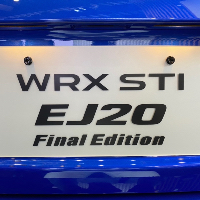 WRX STI
EJ20
Final Edition